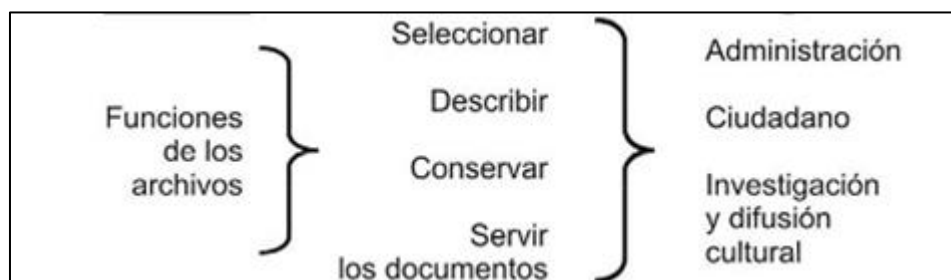 Funciones
de los
archivos
Seleccionar
Describir
Conservar
Servir
los documentos
Administración
Ciudadano
Investigación
y difusión
cultural